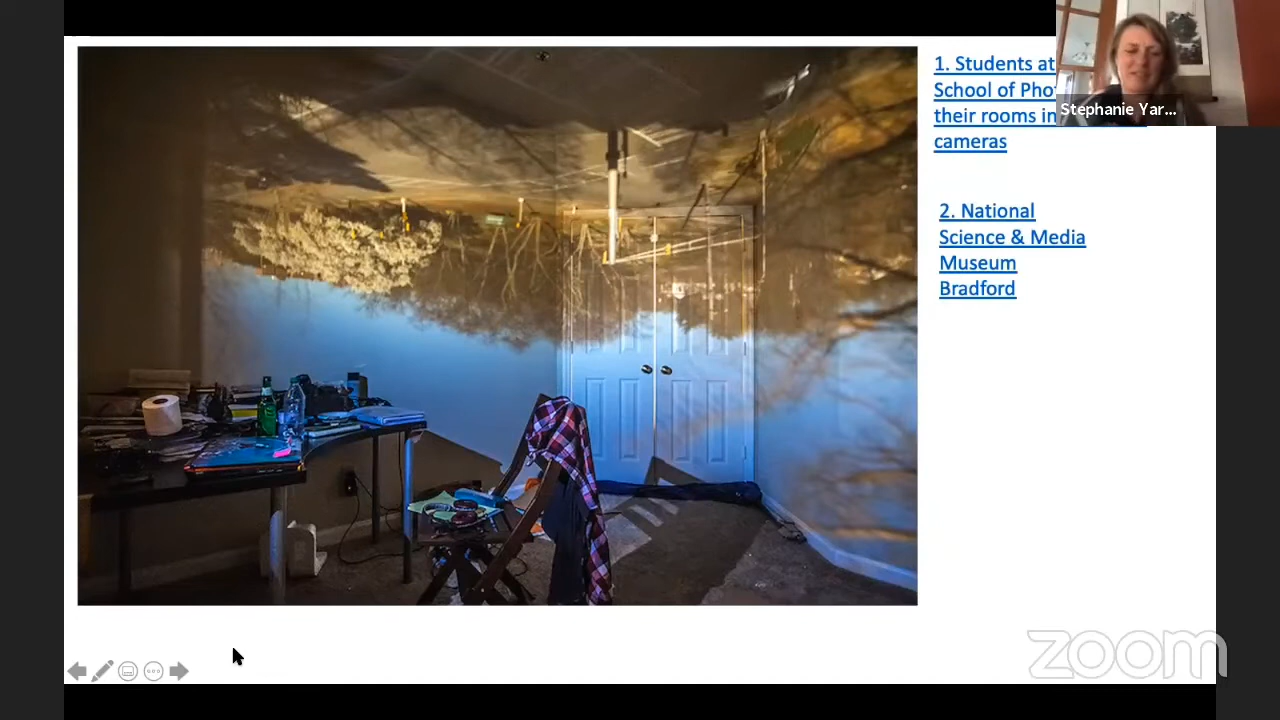 1. Students at
School of Pho
their rooms in
cameras
Stephanie Yar...
2. National
Science & Media
Museum
Bradford
zoom